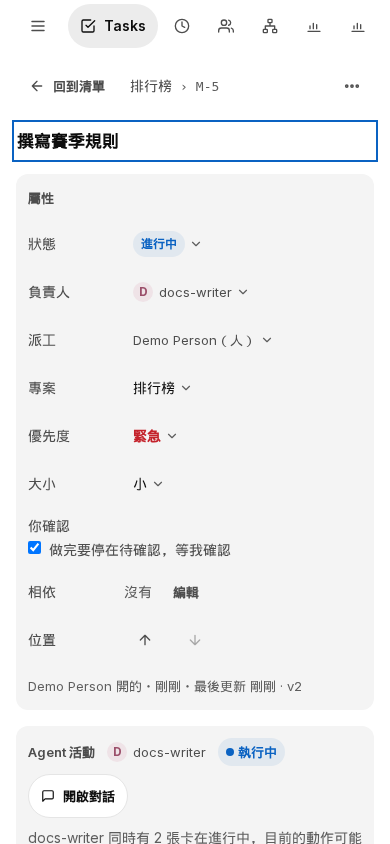 Tasks
回到清單 排行榜 › M-5
撰寫賽季規則
屬性
狀態 進行中
負責人 D docs-writer
派工 Demo Person（人）
專案 排行榜
優先度 緊急
大小 小
你確認
做完要停在待確認，等我確認
相依 沒有 編輯
位置
Demo Person 開的・剛剛・最後更新 剛剛 · v2
Agent 活動 D docs-writer 執行中
開啟對話
docs-writer 同時有 2 張卡在進行中，目前的動作可能